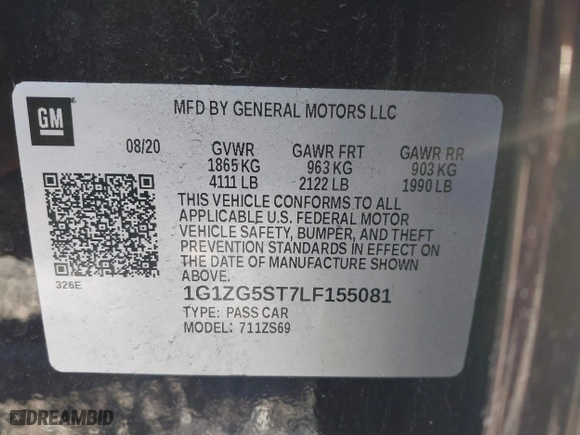 GM
MFD BY GENERAL MOTORS LLC
08/20 GVWR GAWR FRT GAWR RR
1865 KG 963 KG 903 KG
4111 LB 2122 LB 1990 LB
THIS VEHICLE CONFORMS TO ALL
APPLICABLE U.S. FEDERAL MOTOR
VEHICLE SAFETY, BUMPER, AND THEFT
PREVENTION STANDARDS IN EFFECT ON
THE DATE OF MANUFACTURE SHOWN
ABOVE.
326E
1G1ZG5ST7LF155081
TYPE: PASS CAR
MODEL: 711ZS69
DREAMBID